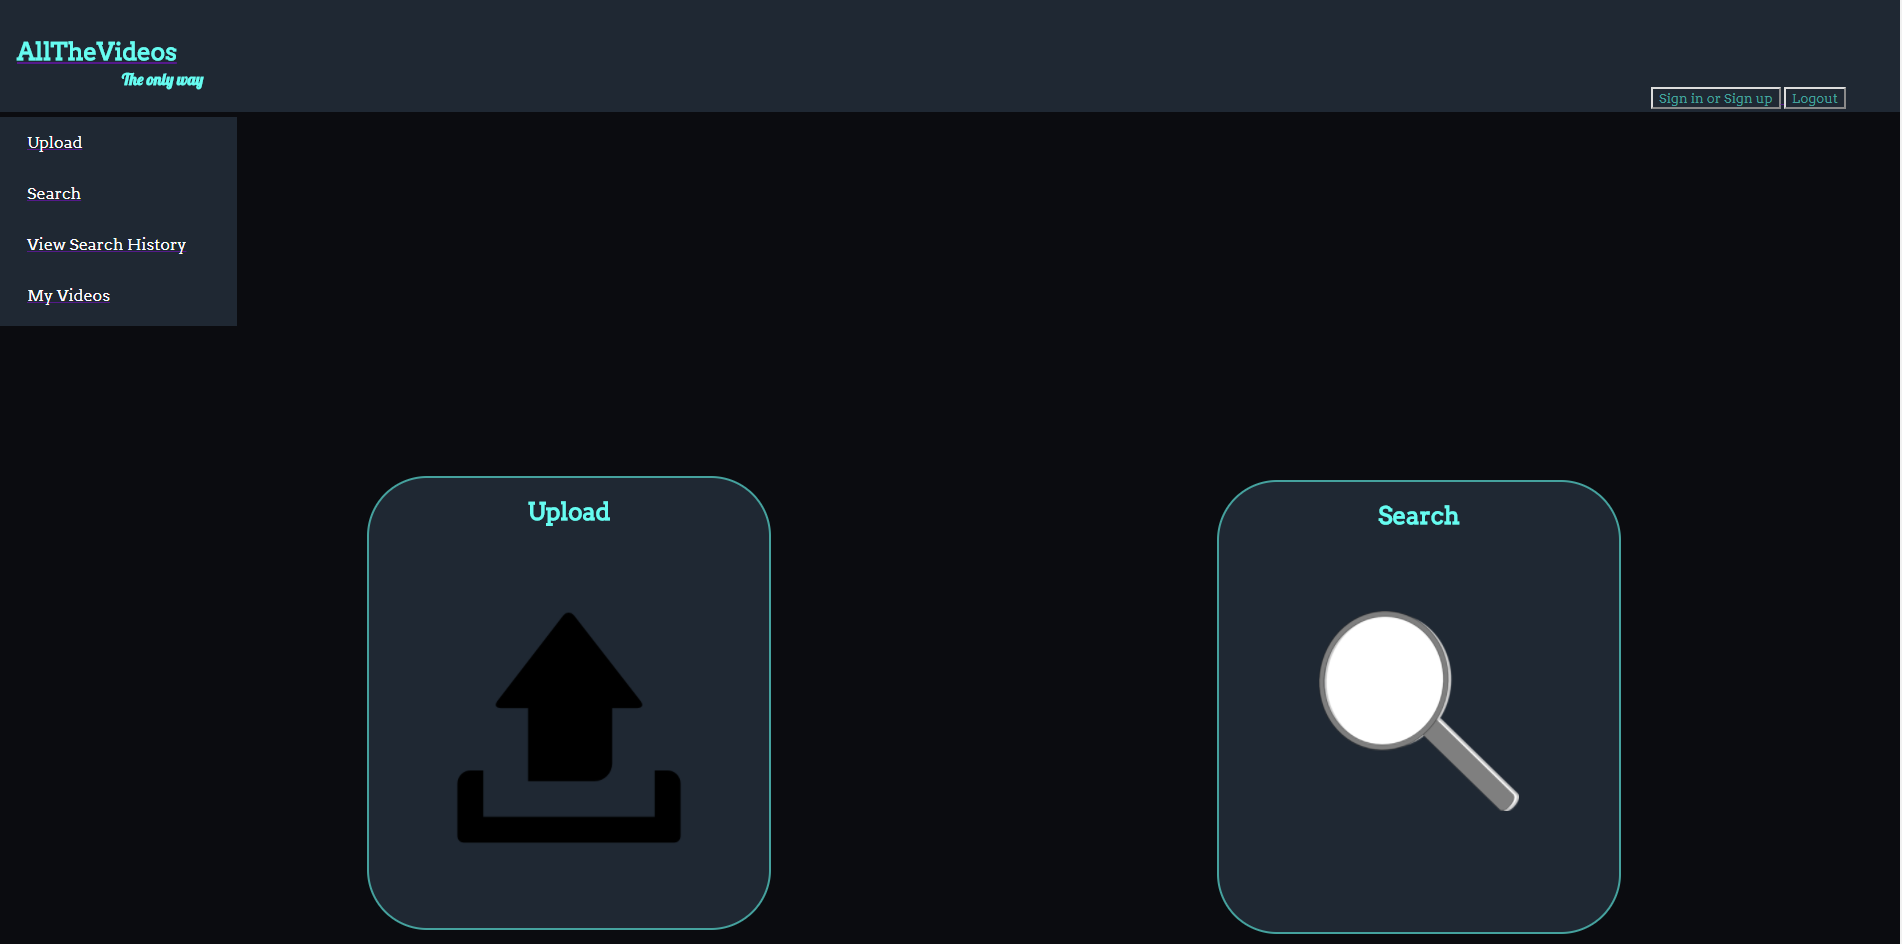 AllTheVideos
The only way
Sign in or Sign up Logout
Upload
Search
View Search History
My Videos
Upload
Search